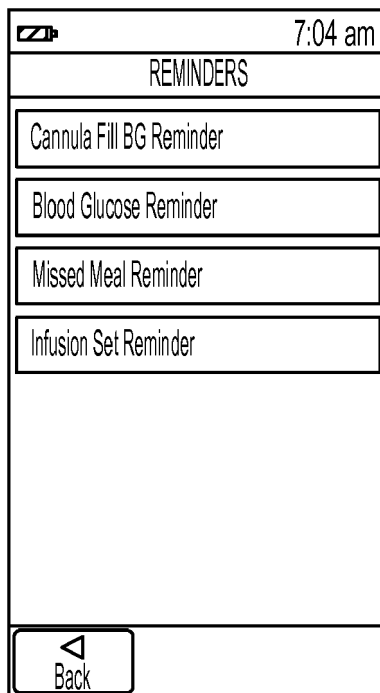 7:04 am
REMINDERS
Cannula Fill BG Reminder
Blood Glucose Reminder
Missed Meal Reminder
Infusion Set Reminder
Back